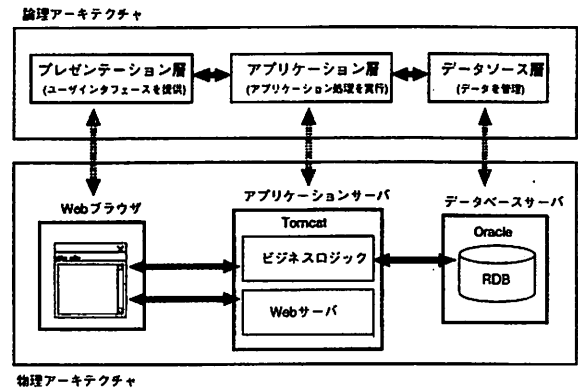 論理アーキテクチャ
プレゼンテーション層
(ユーザインタフェースを提供)
アプリケーション層
(アプリケーション処理を実行)
データソース層
(データを管理)
Webブラウザ
アプリケーションサーバ
Tomcat
ビジネスロジック
Webサーバ
データベースサーバ
Oracle
RDB
物理アーキテクチャ